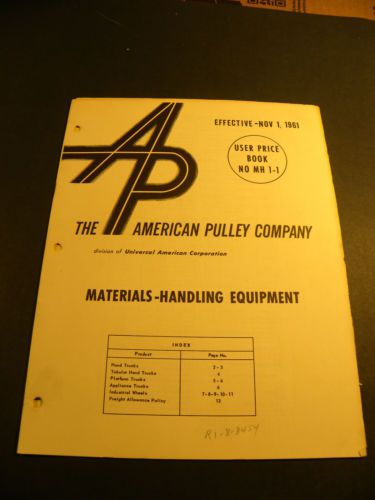 AP
EFFECTIVE-NOV 1, 1961
USER PRICE
BOOK
NO MH 1-1
THE AMERICAN PULLEY COMPANY
division of Universal American Corporation
MATERIALS-HANDLING EQUIPMENT
INDEX
Product Page No.
Hand Trucks 2-3
Tubular Hand Trucks 4
Platform Trucks 5-6
Appliance Trucks 6
Industrial Wheels 7-8-9-10-11
Freight Allowance Policy 12
R1-8-8454